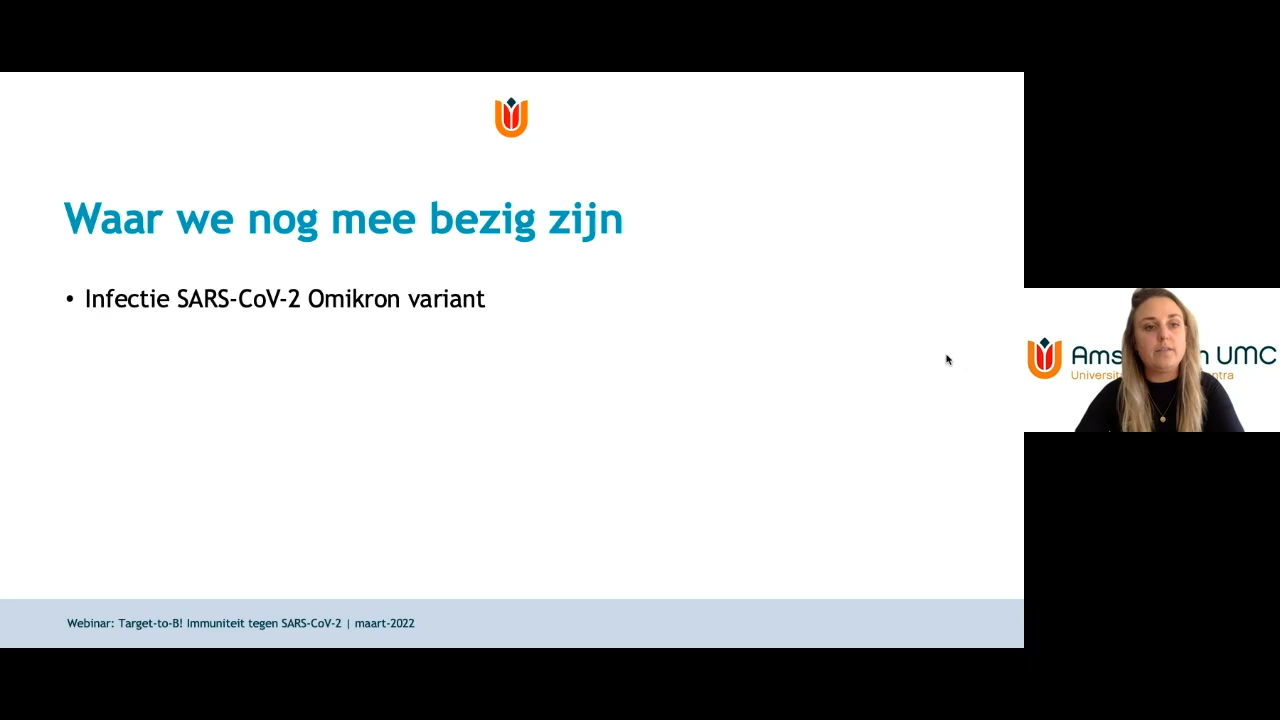 Waar we nog mee bezig zijn
• Infectie SARS-CoV-2 Omikron variant
UMC
Webinar: Target-to-B! Immuniteit tegen SARS-CoV-2 | maart-2022